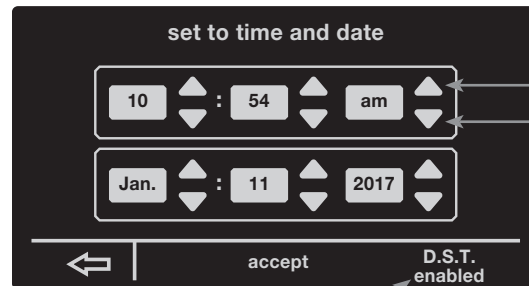 set to time and date
10 : 54 am
Jan. : 11 2017
accept
D.S.T.
enabled